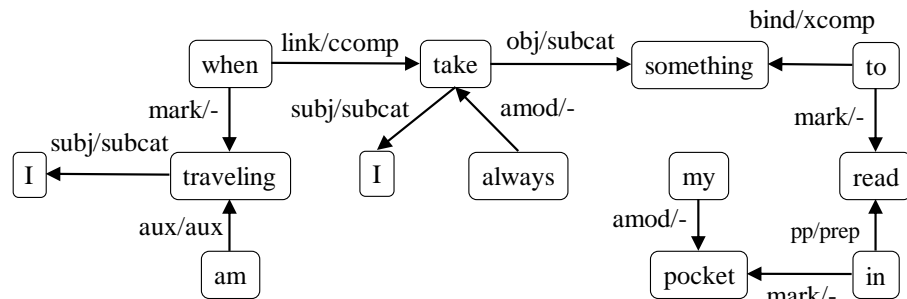 bind/xcomp
link/ccomp obj/subcat
when take something to
mark/- subj/subcat amod/- mark/-
subj/subcat
I traveling I always my read
aux/aux amod/- pp/prep
am pocket in
mark/-